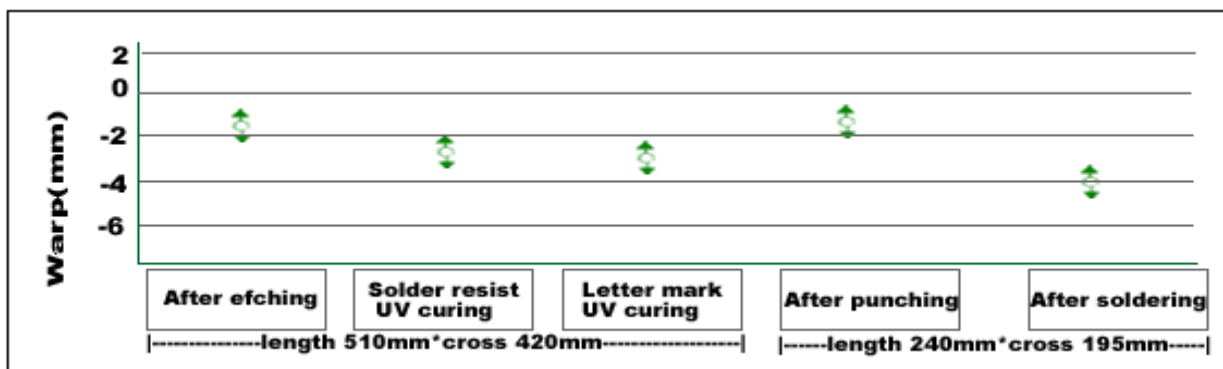 2
0
-2
-4
-6
Warp(mm)
After efching
Solder resist
UV curing
Letter mark
UV curing
After punching
After soldering
|----------------length 510mm*cross 420mm--------------------|
|------length 240mm*cross 195mm-----|